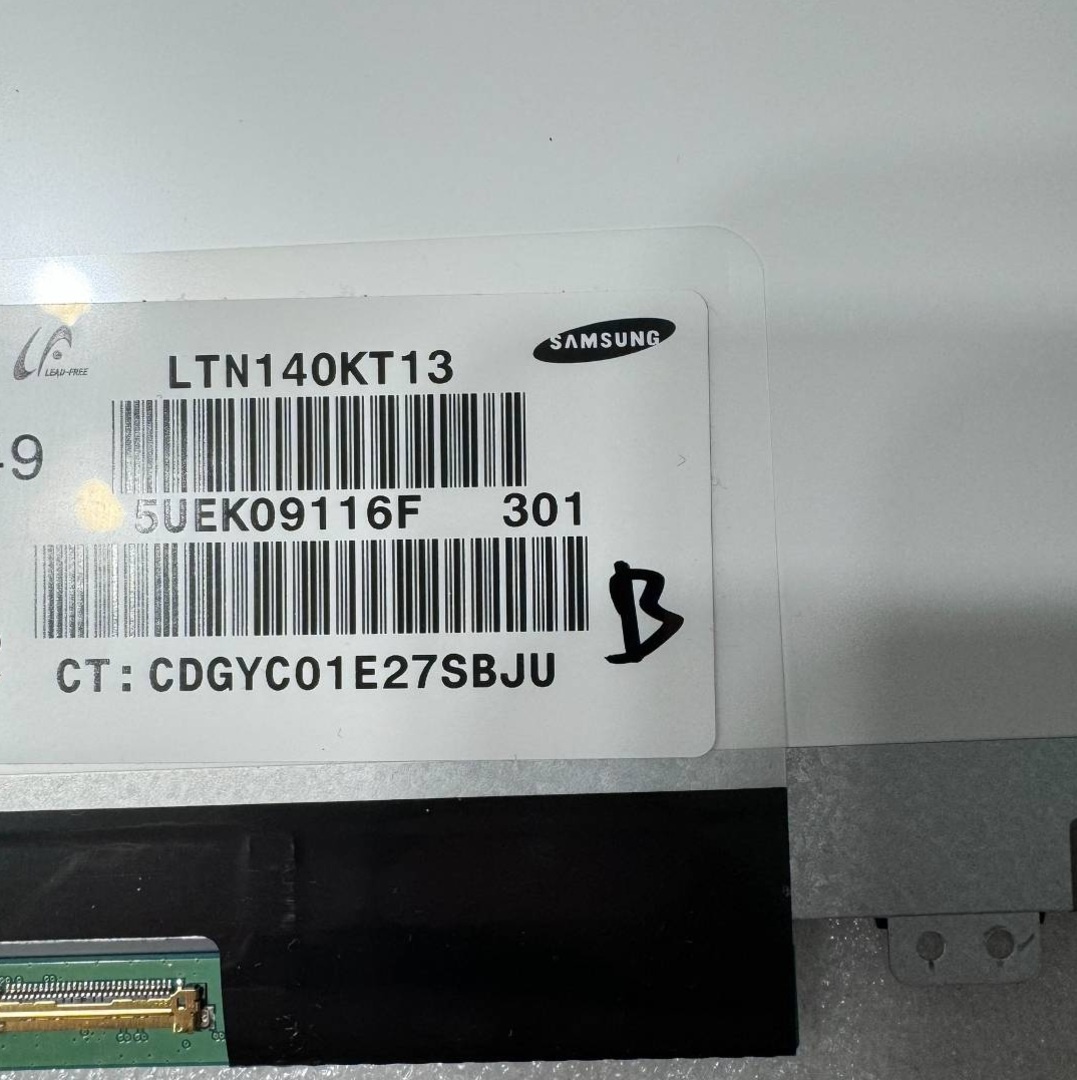 SAMSUNG
LEAD-FREE
LTN140KT13
-9
5UEK09116F 301
B
CT: CDGYC01E27SBJU